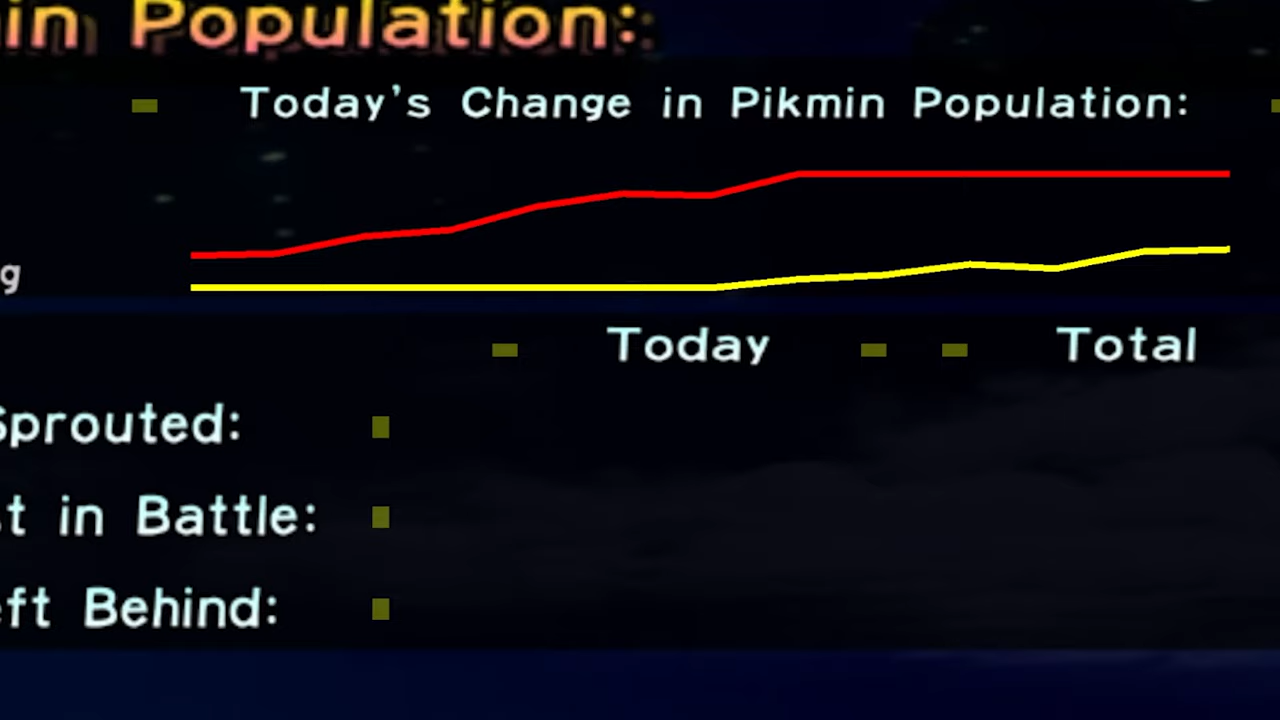 in Population:
Today's Change in Pikmin Population:
g
Today Total
Sprouted:
t in Battle:
eft Behind: